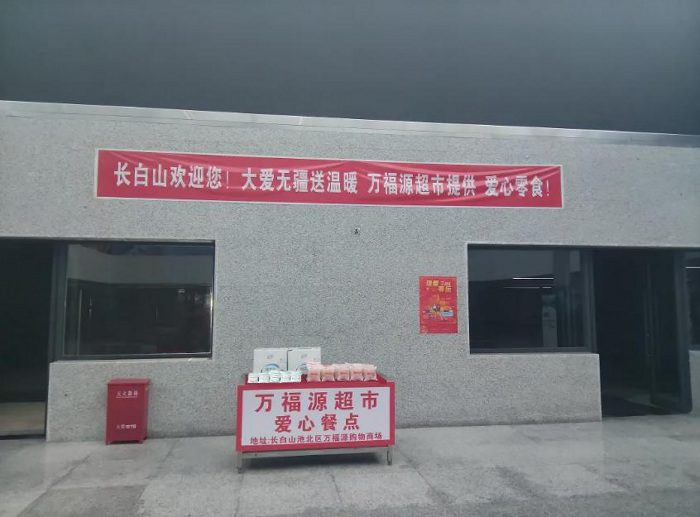 长白山欢迎您！大爱无疆送温暖 万福源超市提供 爱心零食！
万福源超市
爱心餐点
地址:长白山池北区万福源购物商场